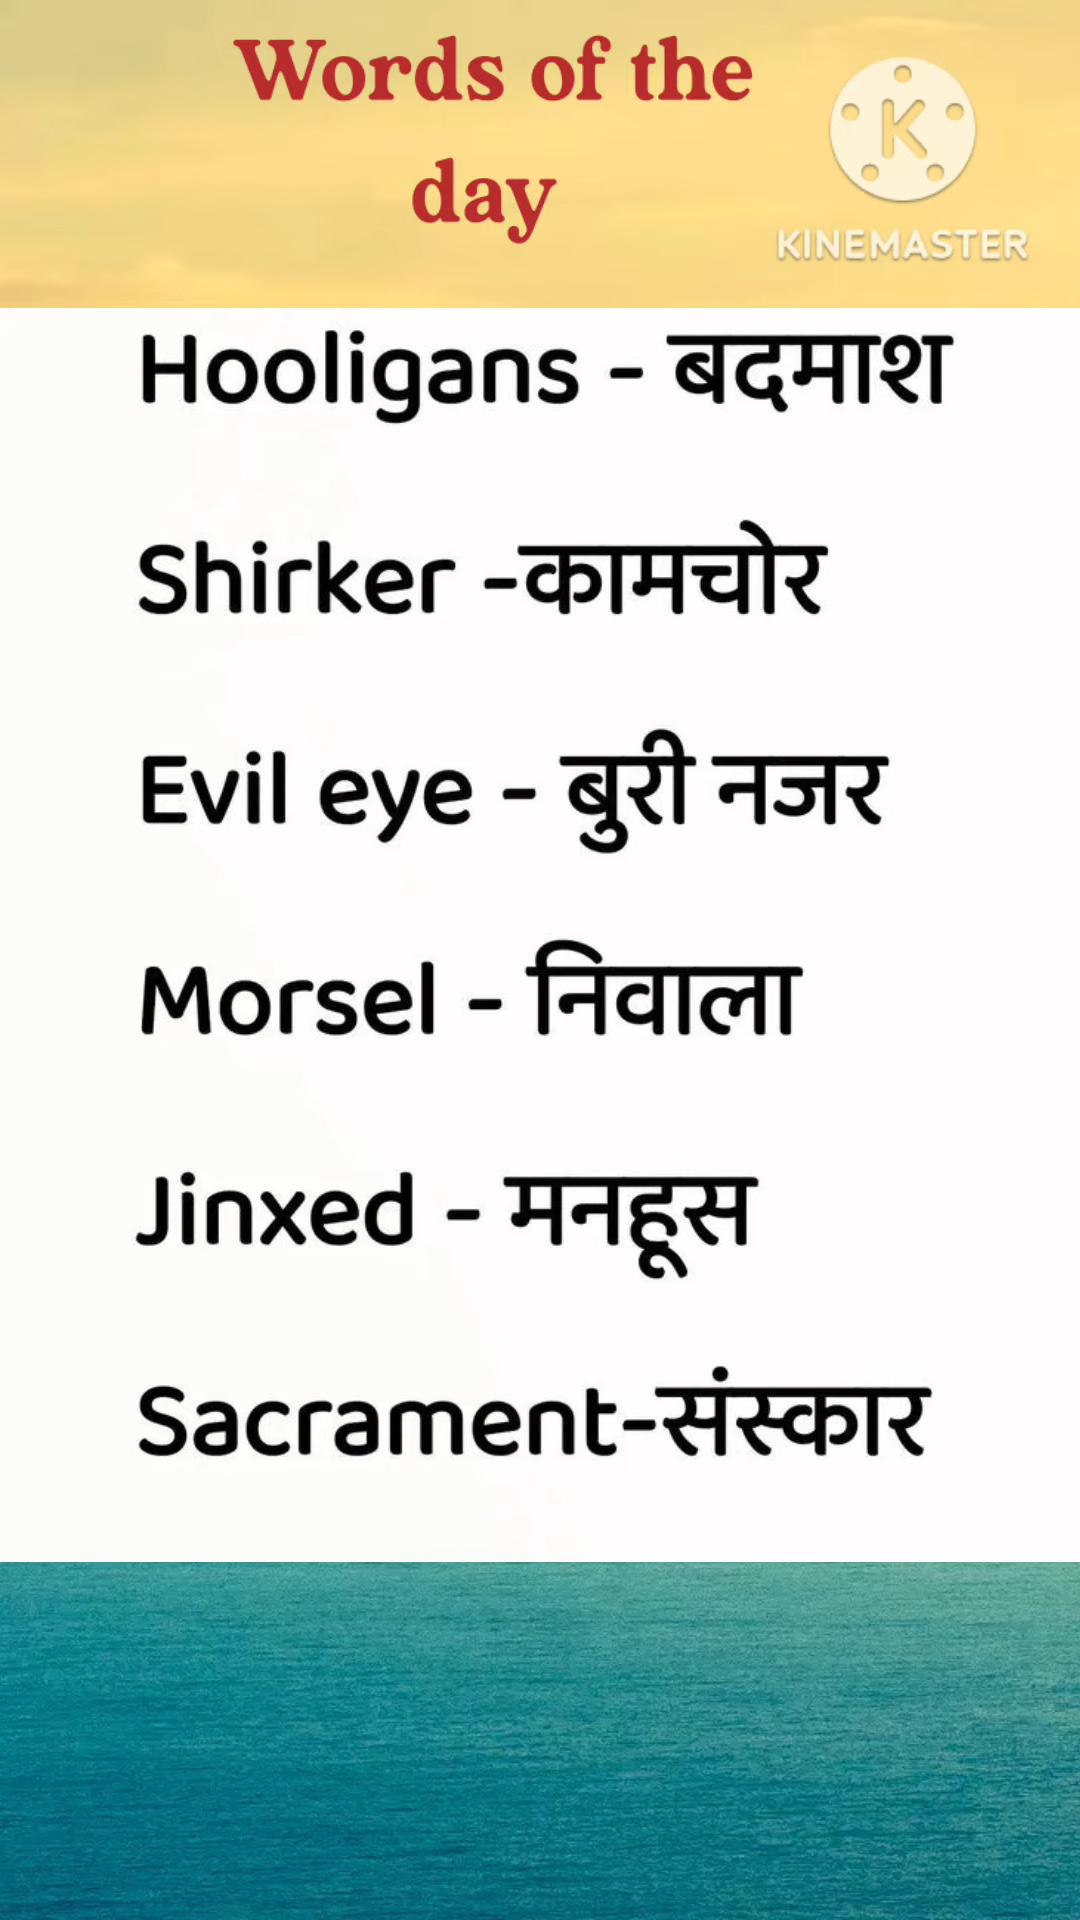 Words of the
day
K
KINEMASTER
Hooligans - बदमाश
Shirker -कामचोर
Evil eye - बुरी नजर
Morsel - निवाला
Jinxed - मनहूस
Sacrament-संस्कार